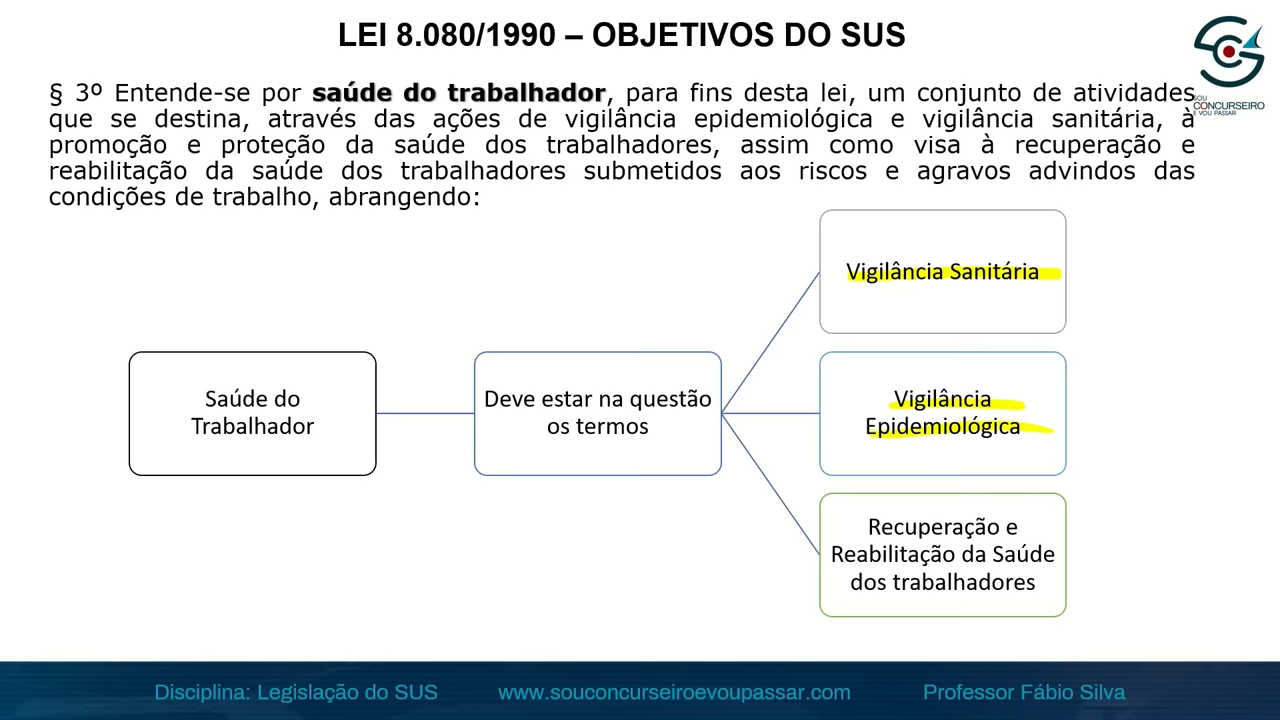 LEI 8.080/1990 – OBJETIVOS DO SUS
SOU
CONCURSEIRO
E VOU PASSAR
§ 3º Entende-se por saúde do trabalhador, para fins desta lei, um conjunto de atividades
que se destina, através das ações de vigilância epidemiológica e vigilância sanitária, à
promoção e proteção da saúde dos trabalhadores, assim como visa à recuperação e
reabilitação da saúde dos trabalhadores submetidos aos riscos e agravos advindos das
condições de trabalho, abrangendo:
Saúde do
Trabalhador
Deve estar na questão
os termos
Vigilância Sanitária
Vigilância
Epidemiológica
Recuperação e
Reabilitação da Saúde
dos trabalhadores
Disciplina: Legislação do SUS www.souconcurseiroevoupassar.com Professor Fábio Silva